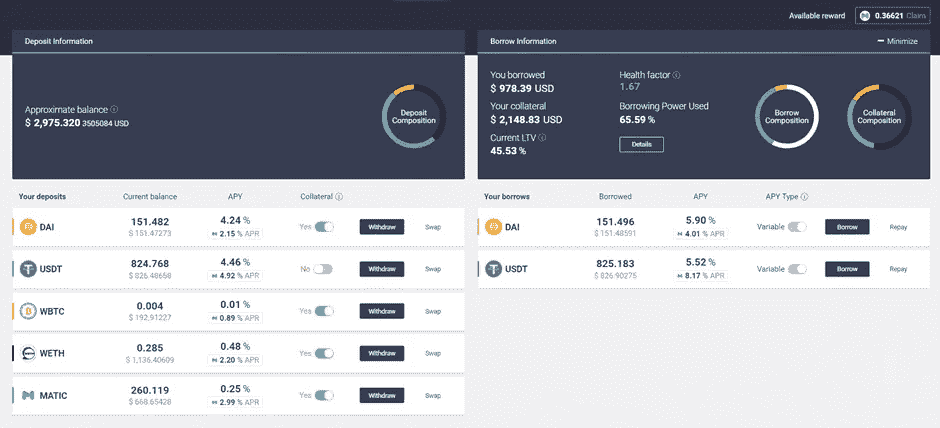 Available reward 0.36621 Claim
Deposit Information
Approximate balance
$ 2,975.320 3505084 USD
Deposit Composition
Borrow Information
Minimize
You borrowed
$ 978.39 USD
Your collateral
$ 2,148.83 USD
Current LTV
45.53 %
Health factor
1.67
Borrowing Power Used
65.59 %
Details
Borrow Composition
Collateral Composition
Your deposits Current balance APY Collateral
DAI 151.482 4.24 % Yes Withdraw Swap
$ 151.47273 2.15 % APR
USDT 824.768 4.46 % No Withdraw Swap
$ 826.48658 4.92 % APR
WBTC 0.004 0.01 % Yes Withdraw Swap
$ 192.91227 0.89 % APR
WETH 0.285 0.48 % Yes Withdraw Swap
$ 1,136.40609 2.20 % APR
MATIC 260.119 0.25 % Yes Withdraw Swap
$ 668.65428 2.99 % APR
Your borrows Borrowed APY APY Type
DAI 151.496 5.90 % Variable Borrow Repay
$ 151.48591 4.01 % APR
USDT 825.183 5.52 % Variable Borrow Repay
$ 826.90275 8.17 % APR